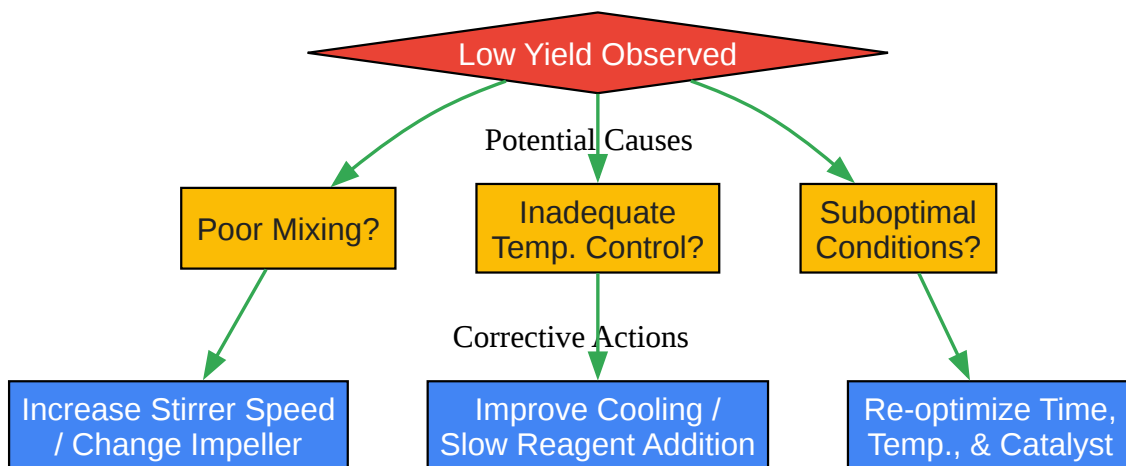 Low Yield Observed
Potential Causes
Poor Mixing?
Inadequate
Temp. Control?
Suboptimal
Conditions?
Corrective Actions
Increase Stirrer Speed
/ Change Impeller
Improve Cooling /
Slow Reagent Addition
Re-optimize Time,
Temp., & Catalyst